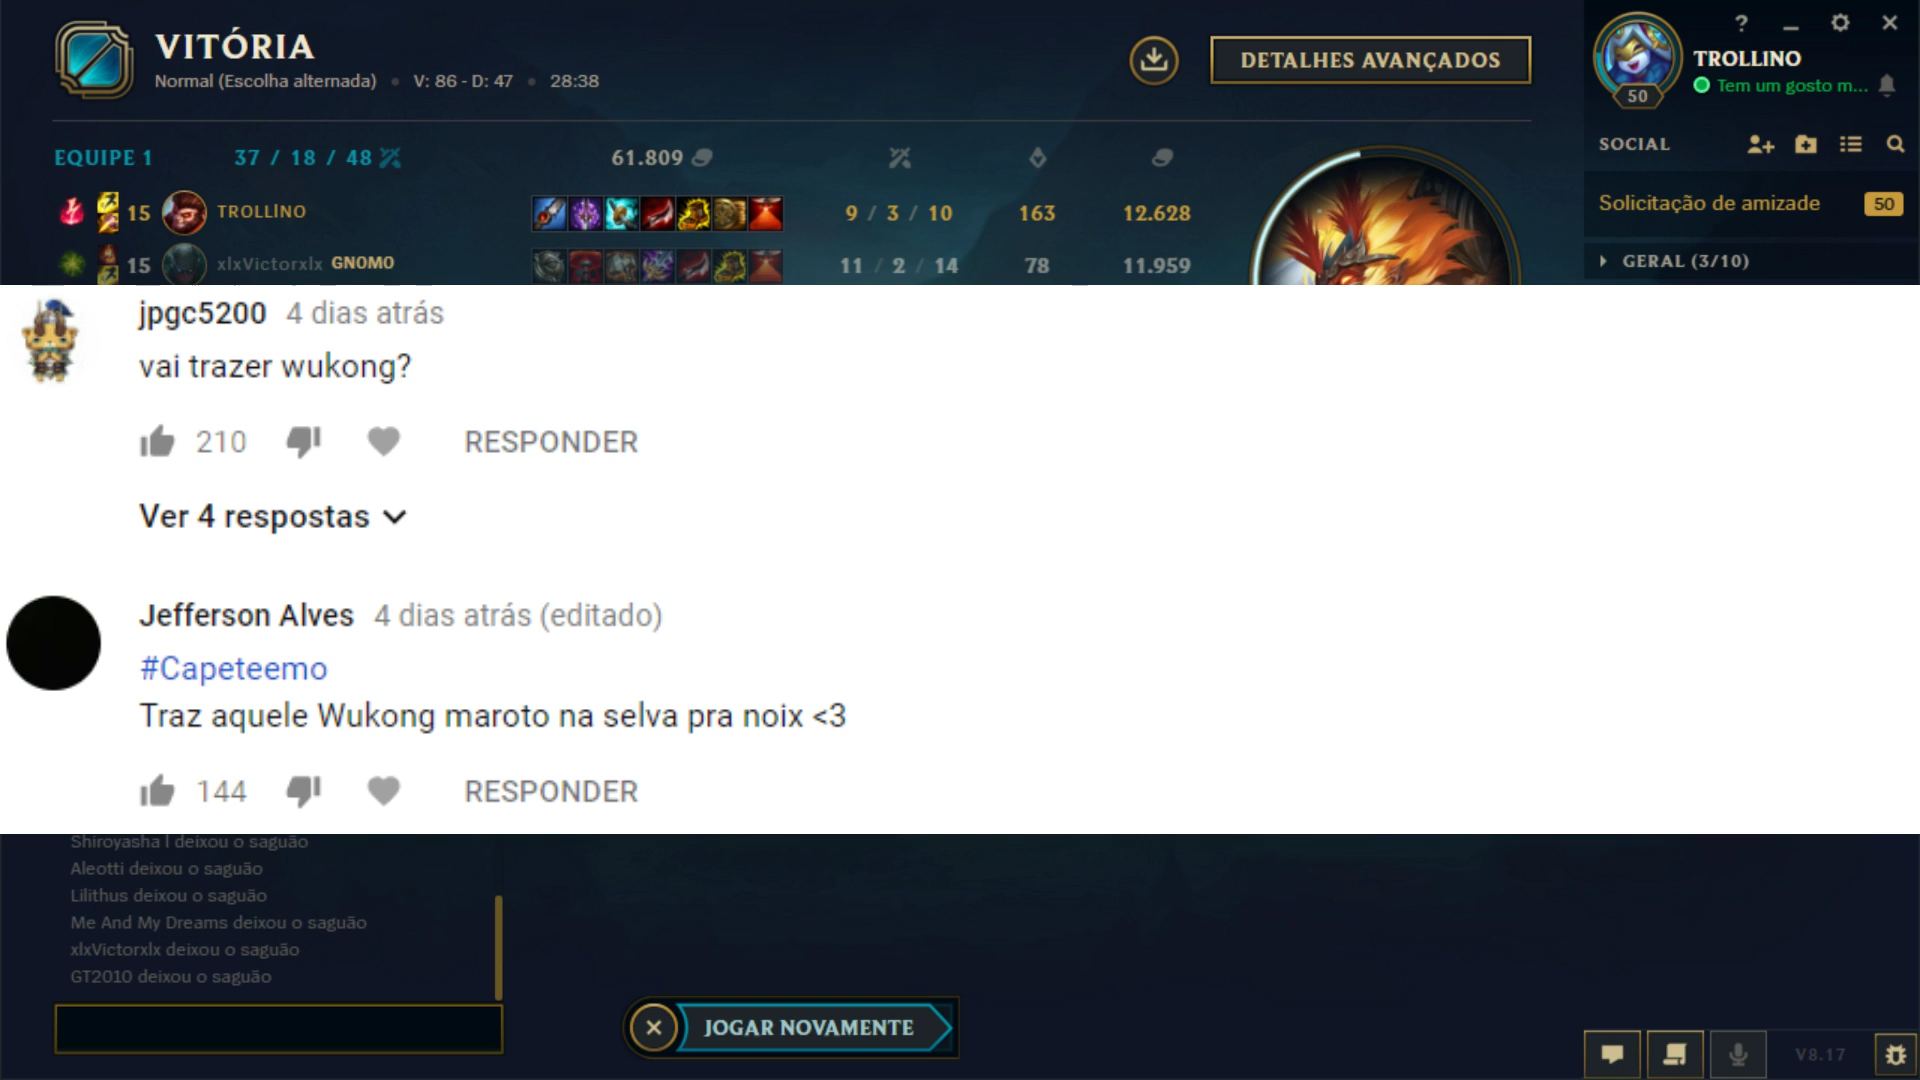 VITÓRIA
Normal (Escolha alternada) • V: 86 - D: 47 • 28:38
DETALHES AVANÇADOS
?
TROLLINO
50
Tem um gosto m...
SOCIAL
Solicitação de amizade 50
GERAL (3/10)
EQUIPE 1 37 / 18 / 48 61.809
15 TROLLINO 9 / 3 / 10 163 12.628
15 xlxVictorxlx GNOMO 11 / 2 / 14 78 11.959
jpgc5200 4 dias atrás
vai trazer wukong?
210 RESPONDER
Ver 4 respostas
Jefferson Alves 4 dias atrás (editado)
#Capeteemo
Traz aquele Wukong maroto na selva pra noix <3
144 RESPONDER
Shiroyasha l deixou o saguão
Aleotti deixou o saguão
Lilithus deixou o saguão
Me And My Dreams deixou o saguão
xlxVictorxlx deixou o saguão
GT2010 deixou o saguão
JOGAR NOVAMENTE
V8.17